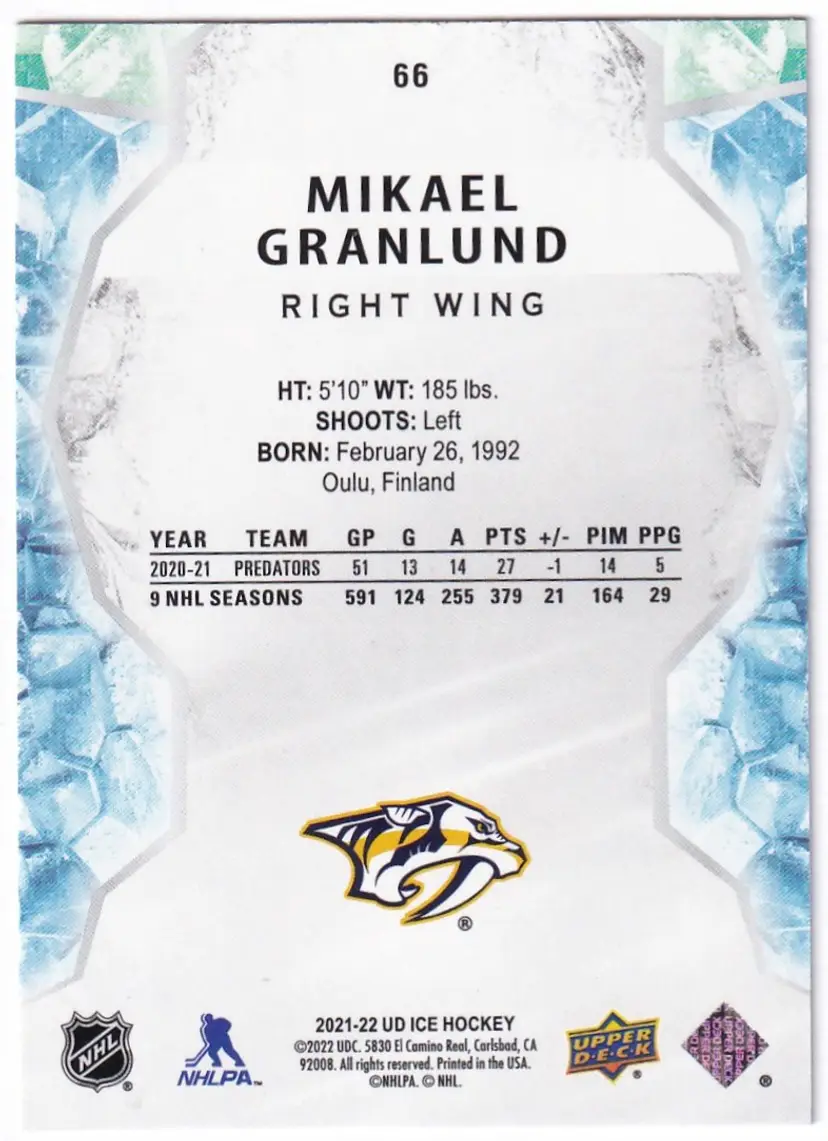 66
MIKAEL
GRANLUND
RIGHT WING
HT: 5'10" WT: 185 lbs.
SHOOTS: Left
BORN: February 26, 1992
Oulu, Finland
YEAR TEAM GP G A PTS +/- PIM PPG
2020-21 PREDATORS 51 13 14 27 -1 14 5
9 NHL SEASONS 591 124 255 379 21 164 29
®
NHL ®
NHLPA™
2021-22 UD ICE HOCKEY
©2022 UDC. 5830 El Camino Real, Carlsbad, CA
92008. All rights reserved. Printed in the USA.
©NHLPA. © NHL.
UPPER
D·E·C·K ®
®